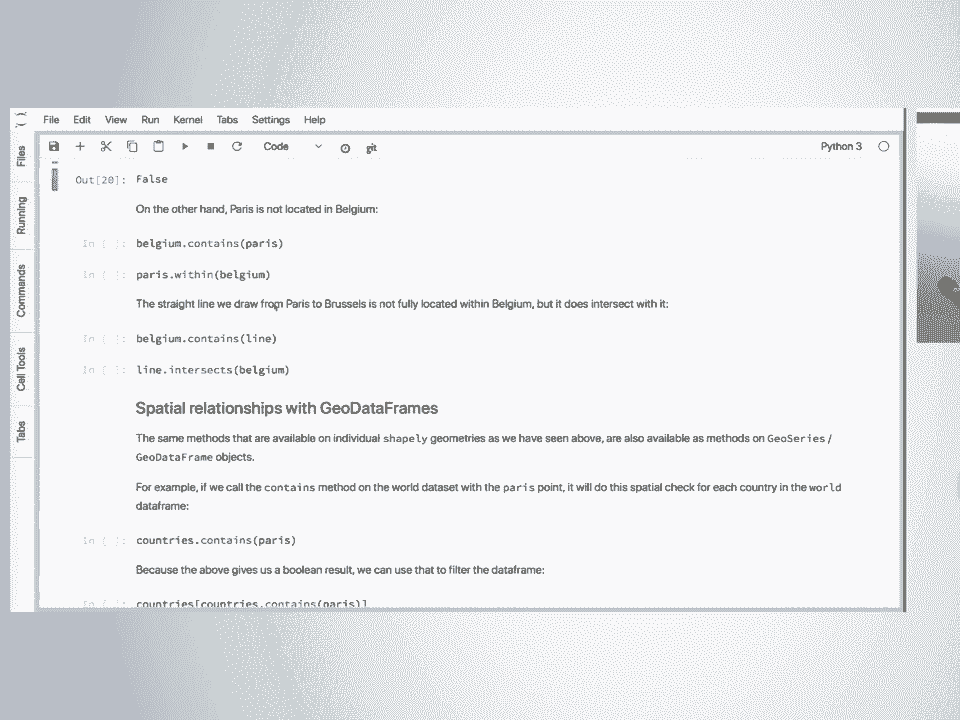 File Edit View Run Kernel Tabs Settings Help
Code
git
Python 3
Files
Running
Commands
Cell Tools
Tabs
Out[20]: False
On the other hand, Paris is not located in Belgium:
In [ ]: belgium.contains(paris)
In [ ]: paris.within(belgium)
The straight line we draw from Paris to Brussels is not fully located within Belgium, but it does intersect with it:
In [ ]: belgium.contains(line)
In [ ]: line.intersects(belgium)
Spatial relationships with GeoDataFrames
The same methods that are available on individual shapely geometries as we have seen above, are also available as methods on GeoSeries /
GeoDataFrame objects.
For example, if we call the contains method on the world dataset with the paris point, it will do this spatial check for each country in the world
dataframe:
In [ ]: countries.contains(paris)
Because the above gives us a boolean result, we can use that to filter the dataframe:
In [ ]: countries[countries.contains(paris)]